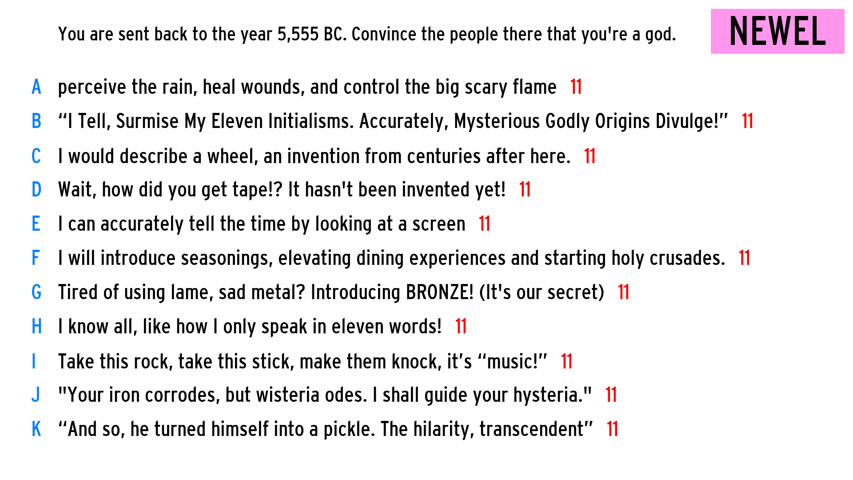 You are sent back to the year 5,555 BC. Convince the people there that you're a god.
NEWEL
A perceive the rain, heal wounds, and control the big scary flame 11
B “I Tell, Surmise My Eleven Initialisms. Accurately, Mysterious Godly Origins Divulge!” 11
C I would describe a wheel, an invention from centuries after here. 11
D Wait, how did you get tape!? It hasn't been invented yet! 11
E I can accurately tell the time by looking at a screen 11
F I will introduce seasonings, elevating dining experiences and starting holy crusades. 11
G Tired of using lame, sad metal? Introducing BRONZE! (It's our secret) 11
H I know all, like how I only speak in eleven words! 11
I Take this rock, take this stick, make them knock, it’s “music!” 11
J "Your iron corrodes, but wisteria odes. I shall guide your hysteria." 11
K “And so, he turned himself into a pickle. The hilarity, transcendent” 11